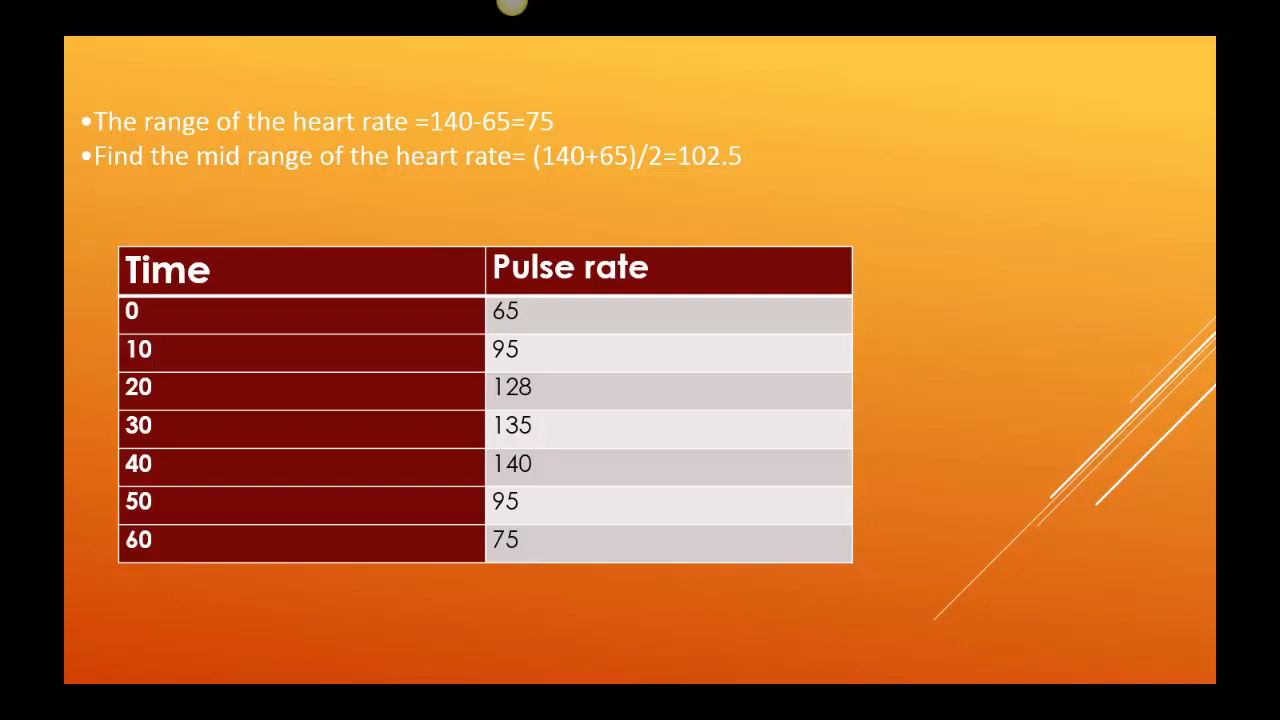 •The range of the heart rate =140-65=75
•Find the mid range of the heart rate= (140+65)/2=102.5
Time Pulse rate
0 65
10 95
20 128
30 135
40 140
50 95
60 75